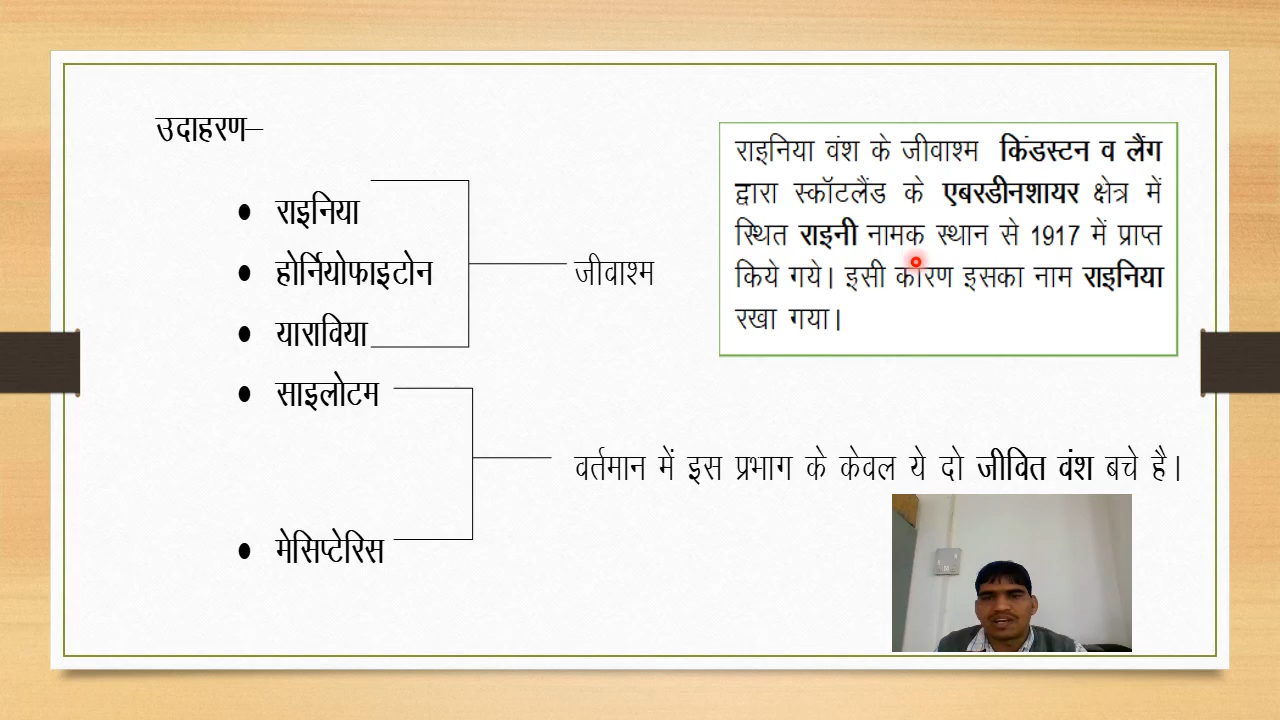 उदाहरण–
• राइनिया
• होर्नियोफाइटोन
• याराविया
जीवाश्म
• साइलोटम
• मेसिप्टेरिस
वर्तमान में इस प्रभाग के केवल ये दो जीवित वंश बचे है।
राइनिया वंश के जीवाश्म किंडस्टन व लैंग
द्वारा स्कॉटलैंड के एबरडीनशायर क्षेत्र में
स्थित राइनी नामक स्थान से 1917 में प्राप्त
किये गये। इसी कारण इसका नाम राइनिया
रखा गया।